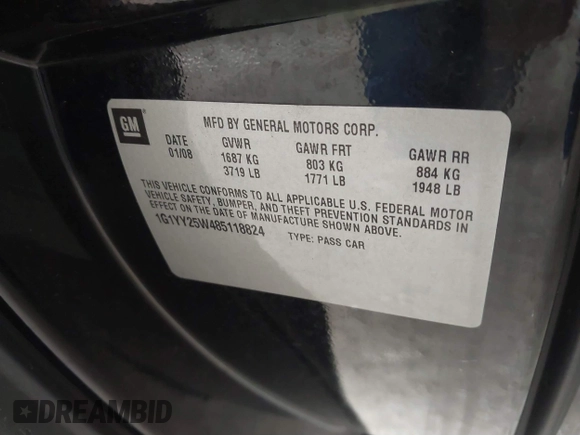 GM
MFD BY GENERAL MOTORS CORP.
DATE GVWR GAWR FRT GAWR RR
01/08 1687 KG 803 KG 884 KG
3719 LB 1771 LB 1948 LB
THIS VEHICLE CONFORMS TO ALL APPLICABLE U.S. FEDERAL MOTOR
VEHICLE SAFETY, BUMPER, AND THEFT PREVENTION STANDARDS IN
EFFECT ON THE DATE OF MANUFACTURE SHOWN ABOVE.
1G1YY25W485118824 TYPE: PASS CAR
DREAMBID